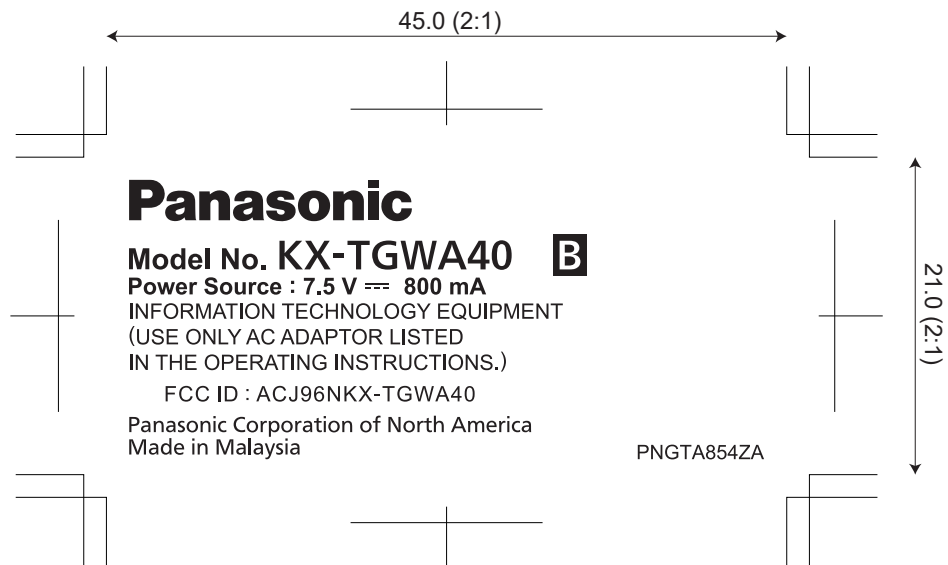 45.0 (2:1)
Panasonic
Model No. KX-TGWA40 B
Power Source : 7.5 V ⎓ 800 mA
INFORMATION TECHNOLOGY EQUIPMENT
(USE ONLY AC ADAPTOR LISTED
IN THE OPERATING INSTRUCTIONS.)
FCC ID : ACJ96NKX-TGWA40
Panasonic Corporation of North America
Made in Malaysia
PNGTA854ZA
21.0 (2:1)